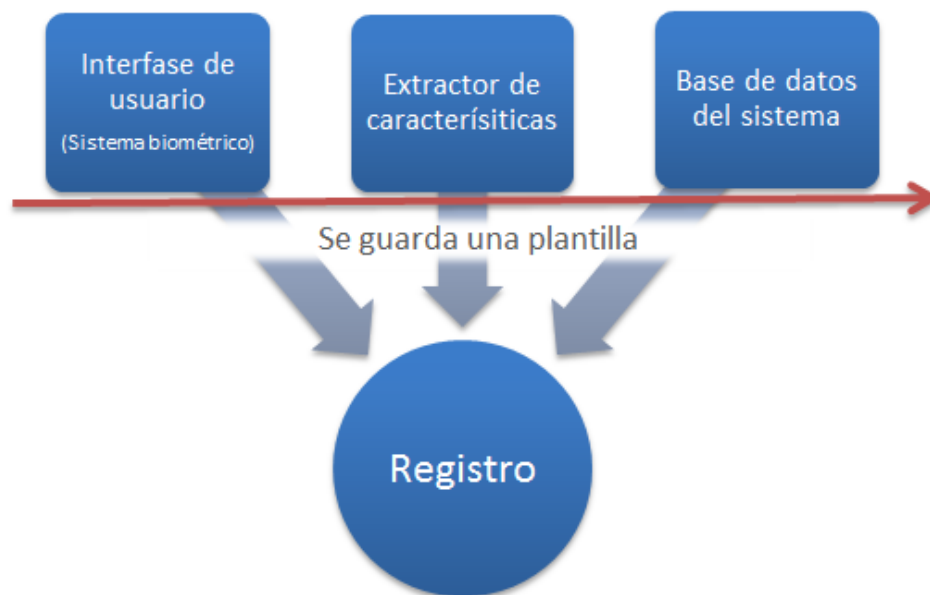 Interfase de
usuario
(Sistema biométrico)
Extractor de
caracterísiticas
Base de datos
del sistema
Se guarda una plantilla
Registro